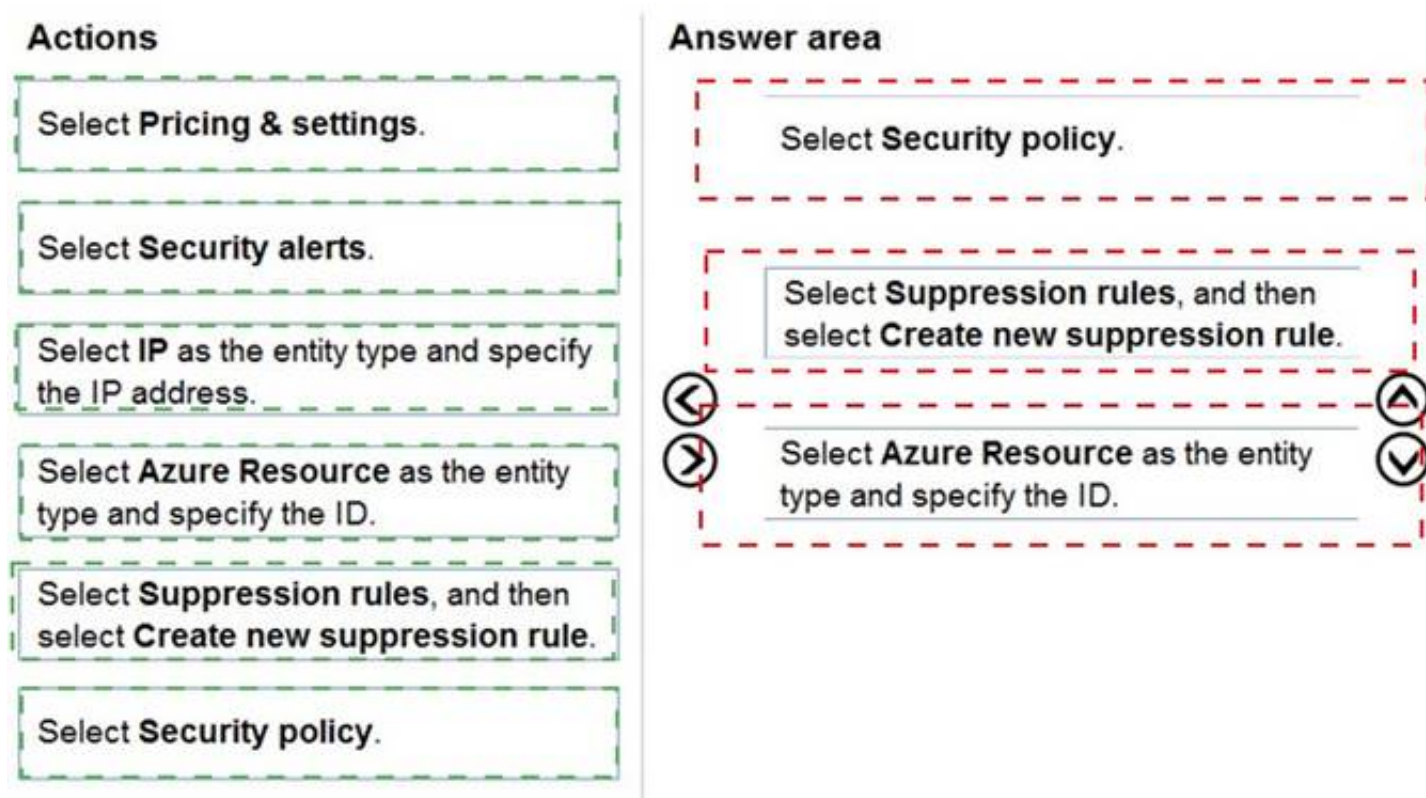 Actions
Select Pricing & settings.
Select Security alerts.
Select IP as the entity type and specify
the IP address.
Select Azure Resource as the entity
type and specify the ID.
Select Suppression rules, and then
select Create new suppression rule.
Select Security policy.
Answer area
Select Security policy.
Select Suppression rules, and then
select Create new suppression rule.
Select Azure Resource as the entity
type and specify the ID.